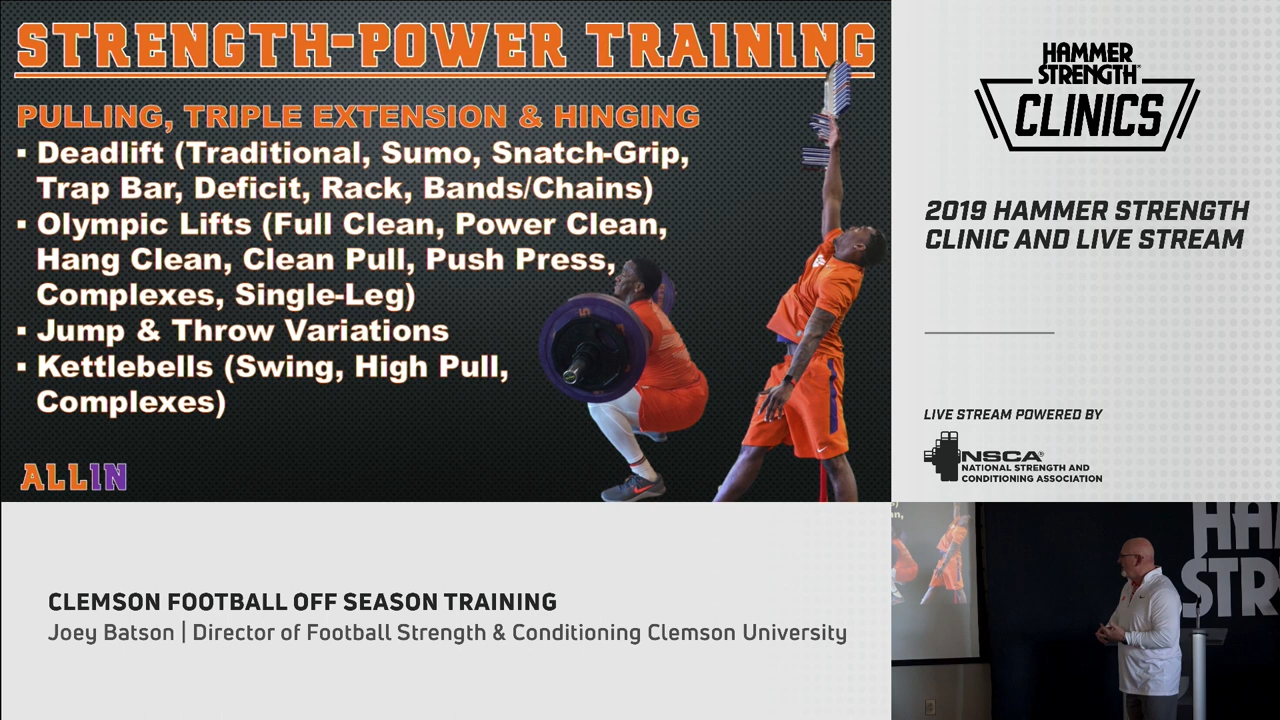 STRENGTH-POWER TRAINING
PULLING, TRIPLE EXTENSION & HINGING
▪ Deadlift (Traditional, Sumo, Snatch-Grip,
Trap Bar, Deficit, Rack, Bands/Chains)
▪ Olympic Lifts (Full Clean, Power Clean,
Hang Clean, Clean Pull, Push Press,
Complexes, Single-Leg)
▪ Jump & Throw Variations
▪ Kettlebells (Swing, High Pull,
Complexes)
ALLIN
HAMMER
STRENGTH®
CLINICS
2019 HAMMER STRENGTH
CLINIC AND LIVE STREAM
LIVE STREAM POWERED BY
NSCA®
NATIONAL STRENGTH AND
CONDITIONING ASSOCIATION
CLEMSON FOOTBALL OFF SEASON TRAINING
Joey Batson | Director of Football Strength & Conditioning Clemson University
HA
STR